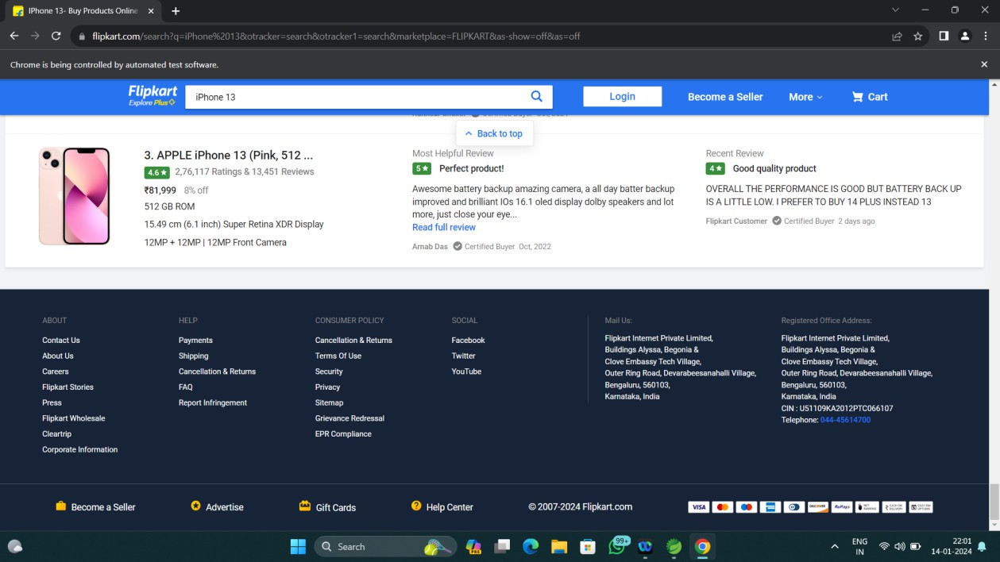 IPhone 13- Buy Products Online
flipkart.com/search?q=iPhone%2013&otracker=search&otracker1=search&marketplace=FLIPKART&as-show=off&as=off
Chrome is being controlled by automated test software.
Flipkart
Explore Plus
iPhone 13
Login
Become a Seller
More
Cart
Back to top
3. APPLE iPhone 13 (Pink, 512 ...
4.6★ 2,76,117 Ratings & 13,451 Reviews
₹81,999 8% off
512 GB ROM
15.49 cm (6.1 inch) Super Retina XDR Display
12MP + 12MP | 12MP Front Camera
Most Helpful Review
5★ Perfect product!
Awesome battery backup amazing camera, a all day batter backup
improved and brilliant IOs 16.1 oled display dolby speakers and lot
more, just close your eye...
Read full review
Arnab Das Certified Buyer Oct, 2022
Recent Review
4★ Good quality product
OVERALL THE PERFORMANCE IS GOOD BUT BATTERY BACK UP
IS A LITTLE LOW. I PREFER TO BUY 14 PLUS INSTEAD 13
Flipkart Customer Certified Buyer 2 days ago
ABOUT
Contact Us
About Us
Careers
Flipkart Stories
Press
Flipkart Wholesale
Cleartrip
Corporate Information
HELP
Payments
Shipping
Cancellation & Returns
FAQ
Report Infringement
CONSUMER POLICY
Cancellation & Returns
Terms Of Use
Security
Privacy
Sitemap
Grievance Redressal
EPR Compliance
SOCIAL
Facebook
Twitter
YouTube
Mail Us:
Flipkart Internet Private Limited,
Buildings Alyssa, Begonia &
Clove Embassy Tech Village,
Outer Ring Road, Devarabeesanahalli Village,
Bengaluru, 560103,
Karnataka, India
Registered Office Address:
Flipkart Internet Private Limited,
Buildings Alyssa, Begonia &
Clove Embassy Tech Village,
Outer Ring Road, Devarabeesanahalli Village,
Bengaluru, 560103,
Karnataka, India
CIN : U51109KA2012PTC066107
Telephone: 044-45614700
Become a Seller
Advertise
Gift Cards
Help Center
© 2007-2024 Flipkart.com
VISA
DISCOVER
RuPay
NET BANKING
CASH ON DELIVERY
EASY EMI OPTIONS
Search
PRE
99+
ENG
IN
22:01
14-01-2024